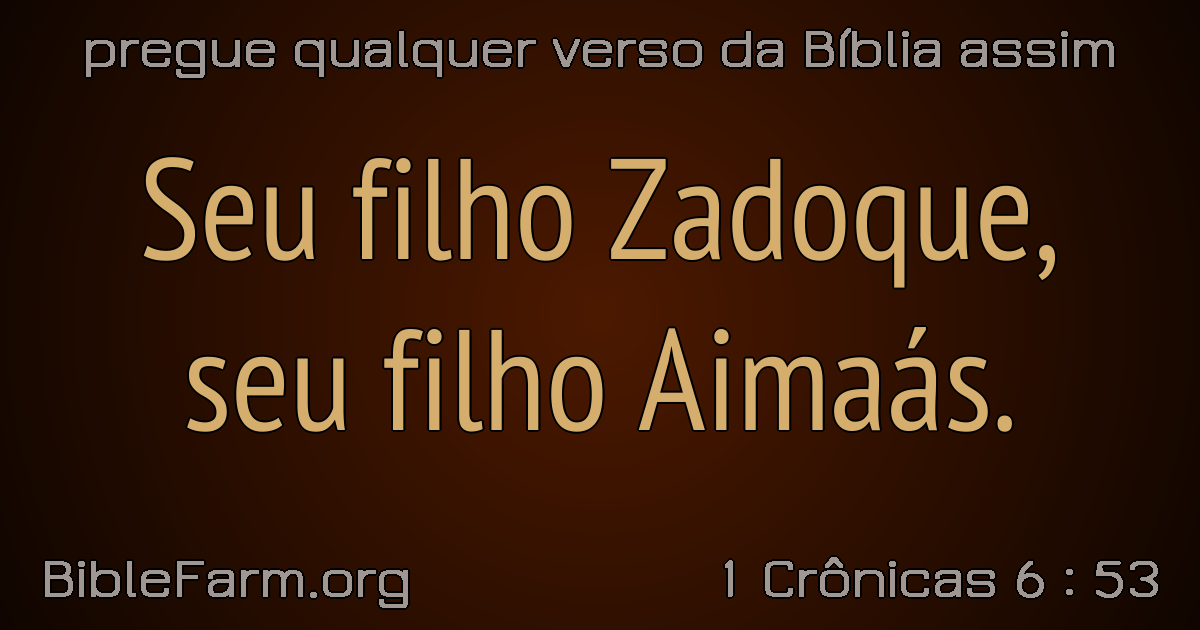 pregue qualquer verso da Bíblia assim
Seu filho Zadoque,
seu filho Aimaás.
BibleFarm.org
1 Crônicas 6 : 53